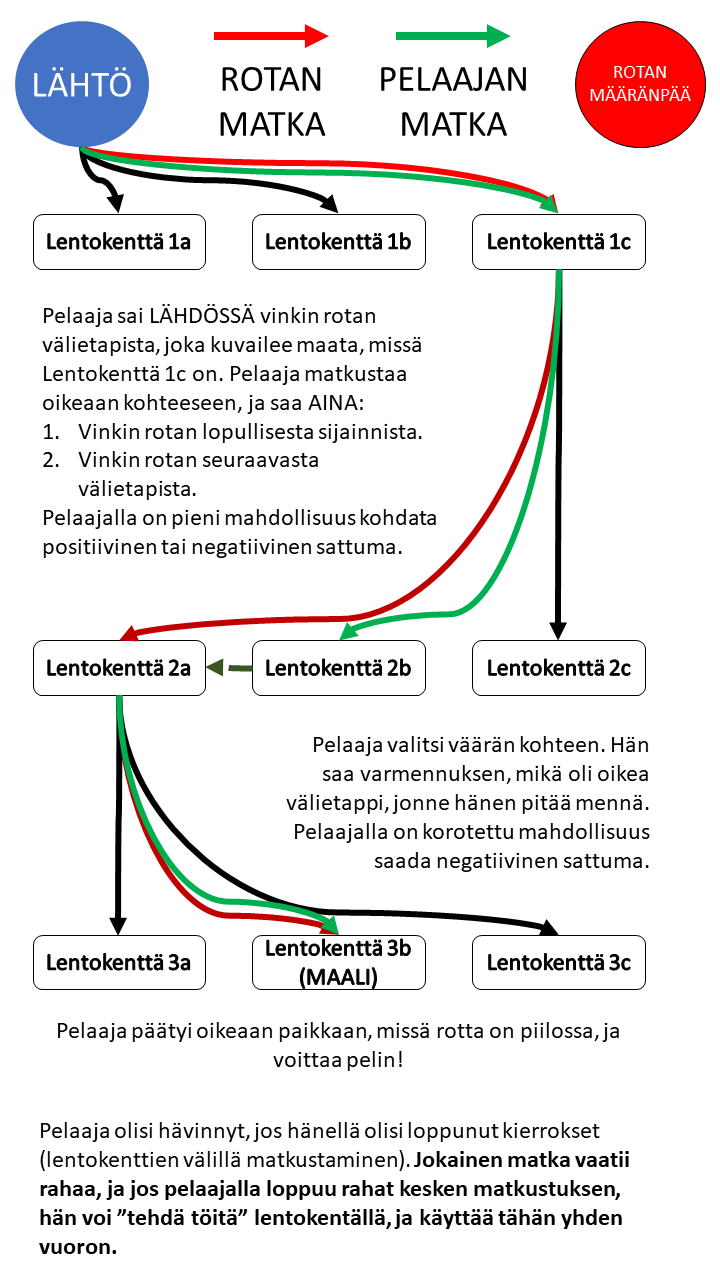 LÄHTÖ
ROTAN
MATKA
PELAAJAN
MATKA
ROTAN
MÄÄRÄNPÄÄ
Lentokenttä 1a
Lentokenttä 1b
Lentokenttä 1c
Pelaaja sai LÄHDÖSSÄ vinkin rotan
välietapista, joka kuvailee maata, missä
Lentokenttä 1c on. Pelaaja matkustaa
oikeaan kohteeseen, ja saa AINA:
1. Vinkin rotan lopullisesta sijainnista.
2. Vinkin rotan seuraavasta
välietapista.
Pelaajalla on pieni mahdollisuus kohdata
positiivinen tai negatiivinen sattuma.
Lentokenttä 2a
Lentokenttä 2b
Lentokenttä 2c
Pelaaja valitsi väärän kohteen. Hän
saa varmennuksen, mikä oli oikea
välietappi, jonne hänen pitää mennä.
Pelaajalla on korotettu mahdollisuus
saada negatiivinen sattuma.
Lentokenttä 3a
Lentokenttä 3b
(MAALI)
Lentokenttä 3c
Pelaaja päätyi oikeaan paikkaan, missä rotta on piilossa, ja
voittaa pelin!
Pelaaja olisi hävinnyt, jos hänellä olisi loppunut kierrokset
(lentokenttien välillä matkustaminen). Jokainen matka vaatii
rahaa, ja jos pelaajalla loppuu rahat kesken matkustuksen,
hän voi ”tehdä töitä” lentokentällä, ja käyttää tähän yhden
vuoron.